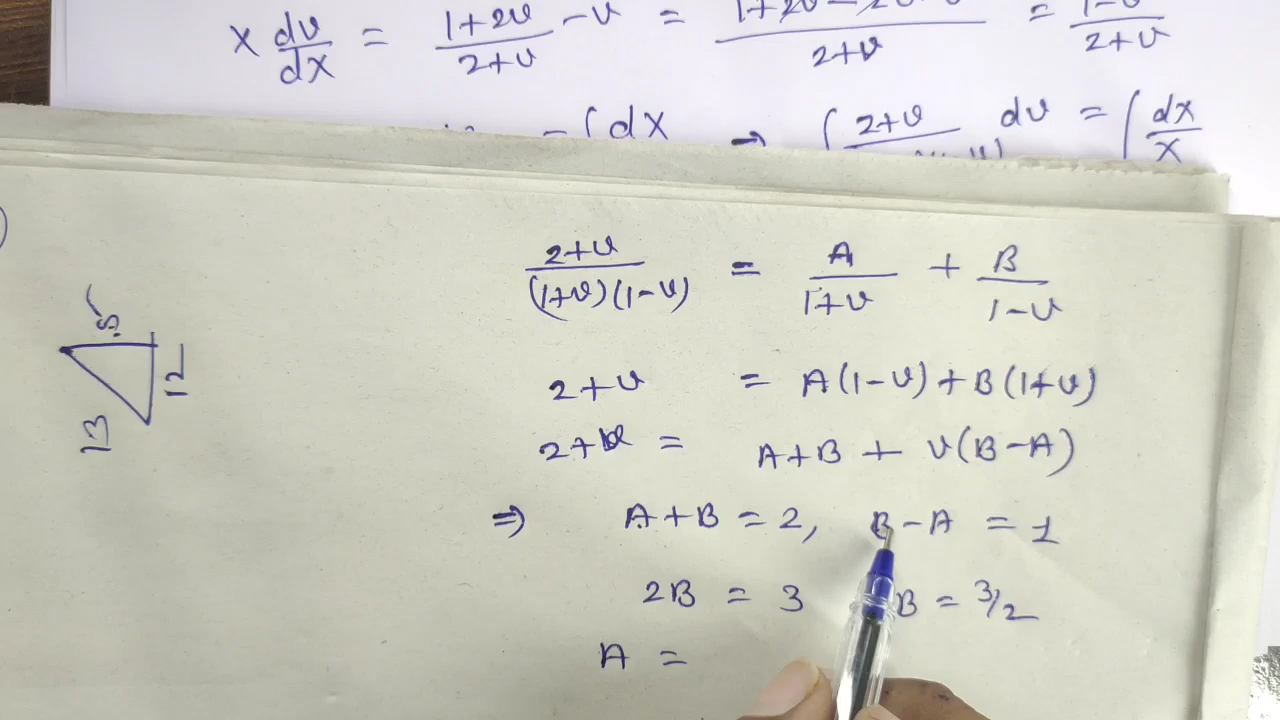 x dv/dx = (1+2v)/(2+v) - v = /(2+v) = /(2+v)
- ∫ dx ⇒ ∫ (2+v)/ dv = ∫ dx/x
(2+v)/((1+v)(1-v)) = A/(1+v) + B/(1-v)
2+v = A(1-v)+B(1+v)
2+v = A+B + v(B-A)
⇒ A+B = 2, B-A = 1
2B = 3 B = 3/2
A =
5
12
13